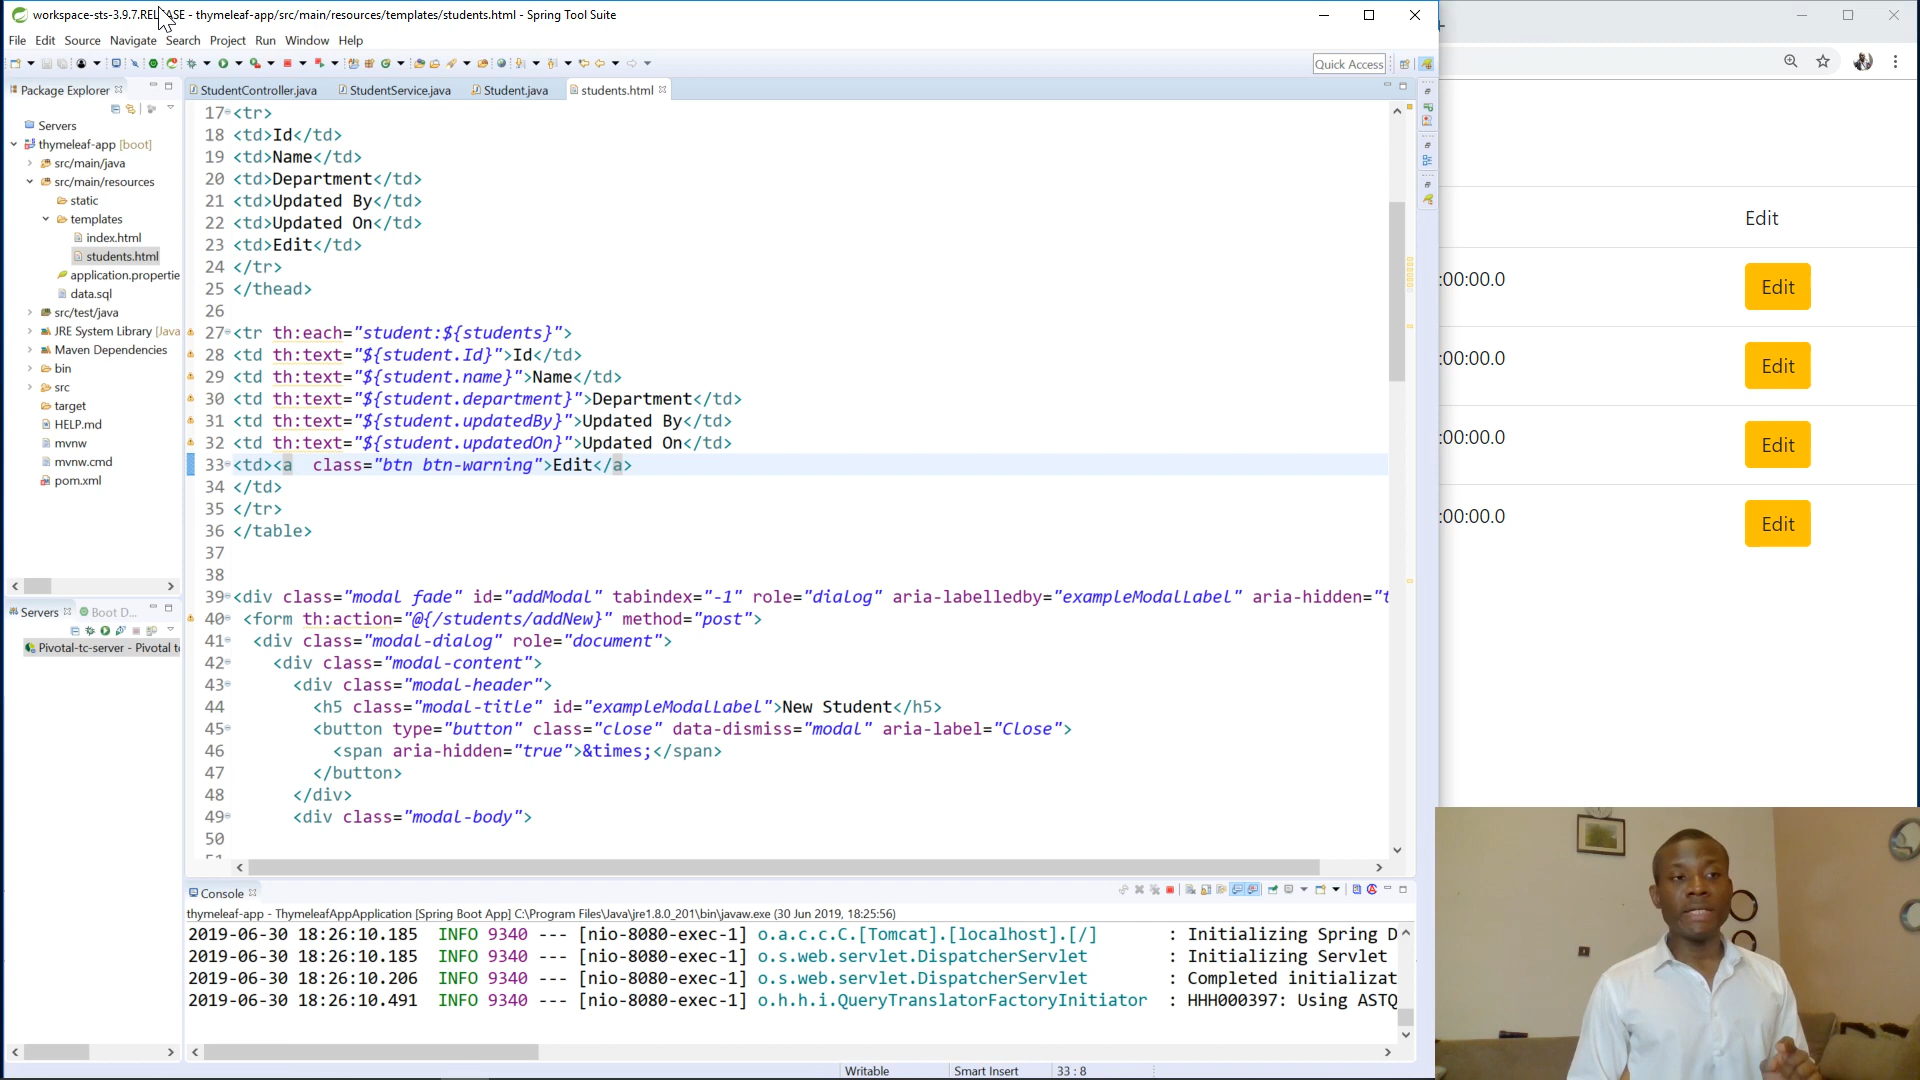 workspace-sts-3.9.7.RELEASE - thymeleaf-app/src/main/resources/templates/students.html - Spring Tool Suite
File Edit Source Navigate Search Project Run Window Help
Quick Access
Package Explorer
Servers
thymeleaf-app [boot]
src/main/java
src/main/resources
static
templates
index.html
students.html
application.propertie
data.sql
src/test/java
JRE System Library [Java
Maven Dependencies
bin
src
target
HELP.md
mvnw
mvnw.cmd
pom.xml
Servers Boot D...
Pivotal-tc-server - Pivotal t
StudentController.java StudentService.java Student.java students.html
17 <tr>
18 <td>Id</td>
19 <td>Name</td>
20 <td>Department</td>
21 <td>Updated By</td>
22 <td>Updated On</td>
23 <td>Edit</td>
24 </tr>
25 </thead>
26
27 <tr th:each="student:${students}">
28 <td th:text="${student.Id}">Id</td>
29 <td th:text="${student.name}">Name</td>
30 <td th:text="${student.department}">Department</td>
31 <td th:text="${student.updatedBy}">Updated By</td>
32 <td th:text="${student.updatedOn}">Updated On</td>
33 <td><a  class="btn btn-warning">Edit</a>
34 </td>
35 </tr>
36 </table>
37
38
39 <div class="modal fade" id="addModal" tabindex="-1" role="dialog" aria-labelledby="exampleModalLabel" aria-hidden="t
40 <form th:action="@{/students/addNew}" method="post">
41 <div class="modal-dialog" role="document">
42 <div class="modal-content">
43 <div class="modal-header">
44 <h5 class="modal-title" id="exampleModalLabel">New Student</h5>
45 <button type="button" class="close" data-dismiss="modal" aria-label="Close">
46 <span aria-hidden="true">&times;</span>
47 </button>
48 </div>
49 <div class="modal-body">
50
51
Console
thymeleaf-app - ThymeleafAppApplication [Spring Boot App] C:\Program Files\Java\jre1.8.0_201\bin\javaw.exe (30 Jun 2019, 18:25:56)
2019-06-30 18:26:10.185 INFO 9340 --- [nio-8080-exec-1] o.a.c.c.C.[Tomcat].[localhost].[/] : Initializing Spring D
2019-06-30 18:26:10.185 INFO 9340 --- [nio-8080-exec-1] o.s.web.servlet.DispatcherServlet : Initializing Servlet
2019-06-30 18:26:10.206 INFO 9340 --- [nio-8080-exec-1] o.s.web.servlet.DispatcherServlet : Completed initializat
2019-06-30 18:26:10.491 INFO 9340 --- [nio-8080-exec-1] o.h.h.i.QueryTranslatorFactoryInitiator : HHH000397: Using ASTQ
Writable Smart Insert 33 : 8
Edit
:00:00.0 Edit
:00:00.0 Edit
:00:00.0 Edit
:00:00.0 Edit